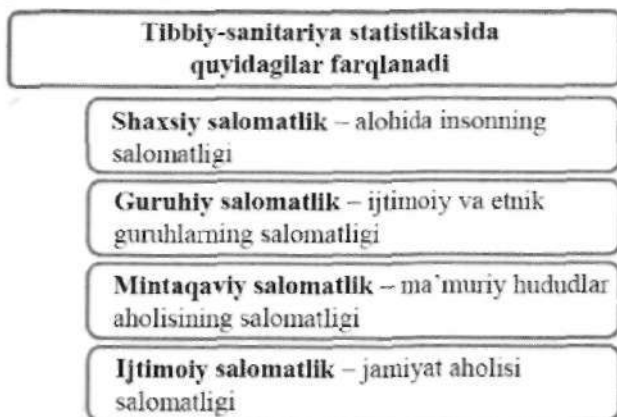 Tibbiy-sanitariya statistikasida
quyidagilar farqlanadi
Shaxsiy salomatlik – alohida insonning
salomatligi
Guruhiy salomatlik – ijtimoiy va etnik
guruhlarning salomatligi
Mintaqaviy salomatlik – ma`muriy hududlar
aholisining salomatligi
Ijtimoiy salomatlik – jamiyat aholisi
salomatligi